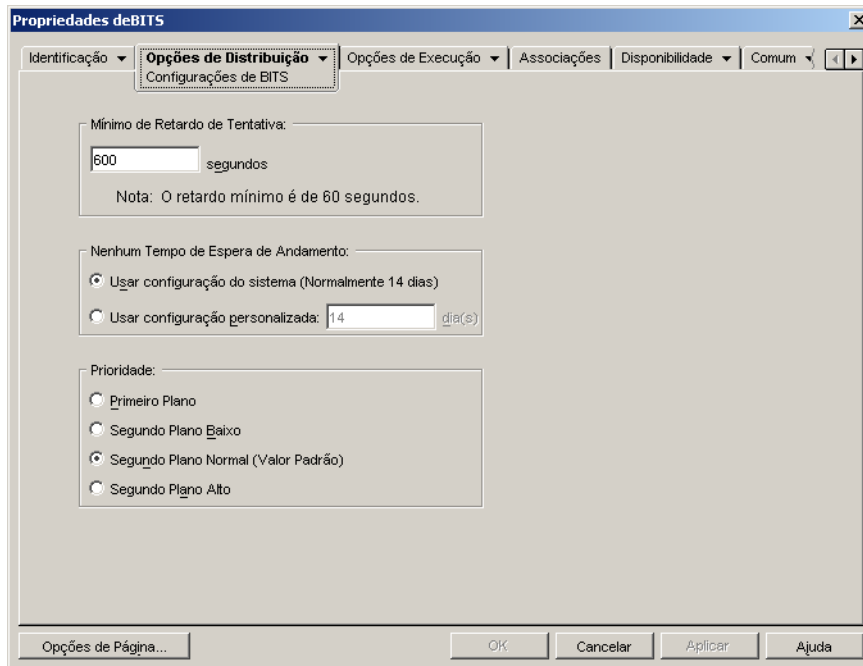 Propriedades deBITS
Identificação Opções de Distribuição Opções de Execução Associações Disponibilidade Comum
Configurações de BITS
Mínimo de Retardo de Tentativa:
600 segundos
Nota: O retardo mínimo é de 60 segundos.
Nenhum Tempo de Espera de Andamento:
Usar configuração do sistema (Normalmente 14 dias)
Usar configuração personalizada: 14 dia(s)
Prioridade:
Primeiro Plano
Segundo Plano Baixo
Segundo Plano Normal (Valor Padrão)
Segundo Plano Alto
Opções de Página... OK Cancelar Aplicar Ajuda